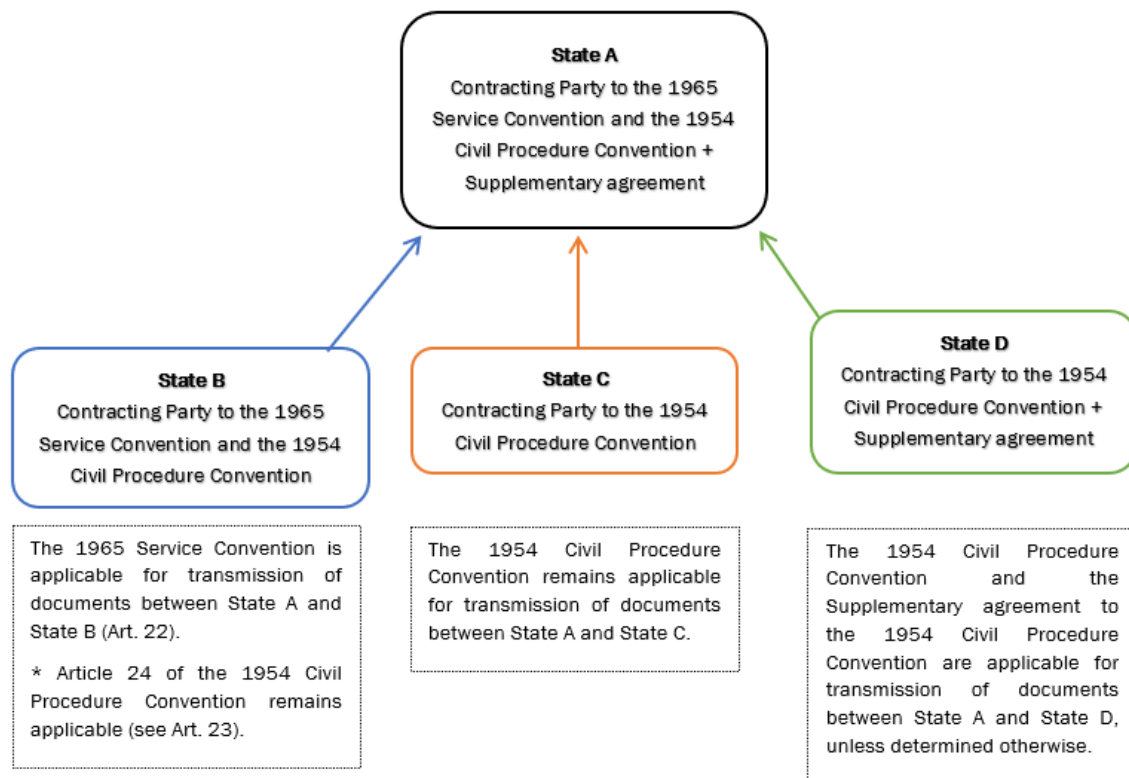 State A
Contracting Party to the 1965
Service Convention and the 1954
Civil Procedure Convention +
Supplementary agreement
State B
Contracting Party to the 1965
Service Convention and the 1954
Civil Procedure Convention
State C
Contracting Party to the 1954
Civil Procedure Convention
State D
Contracting Party to the 1954
Civil Procedure Convention +
Supplementary agreement
The 1965 Service Convention is
applicable for transmission of
documents between State A and
State B (Art. 22).
* Article 24 of the 1954 Civil
Procedure Convention remains
applicable (see Art. 23).
The 1954 Civil Procedure
Convention remains applicable
for transmission of documents
between State A and State C.
The 1954 Civil Procedure
Convention and the
Supplementary agreement to
the 1954 Civil Procedure
Convention are applicable for
transmission of documents
between State A and State D,
unless determined otherwise.